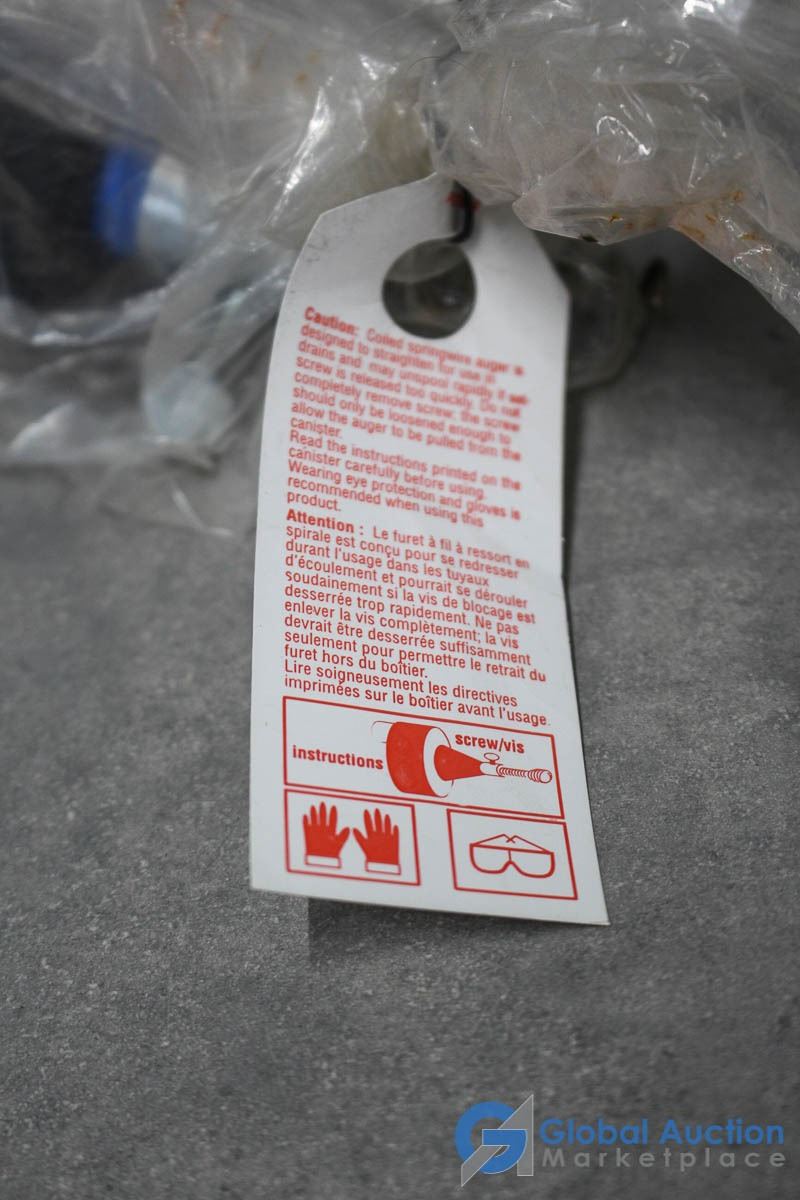 Caution: Coiled springwire auger is
designed to straighten for use in
drains and may unspool rapidly if set
screw is released too quickly. Do not
completely remove screw: the screw
should only be loosened enough to
allow the auger to be pulled from the
canister.
Read the instructions printed on the
canister carefully before using.
Wearing eye protection and gloves is
recommended when using this
product.
Attention : Le furet à fil à ressort en
spirale est conçu pour se redresser
durant l'usage dans les tuyaux
d'écoulement et pourrait se dérouler
soudainement si la vis de blocage est
desserrée trop rapidement. Ne pas
enlever la vis complètement; la vis
devrait être desserrée suffisamment
seulement pour permettre le retrait du
furet hors du boîtier.
Lire soigneusement les directives
imprimées sur le boîtier avant l'usage.
screw/vis
instructions
Global Auction
Marketplace